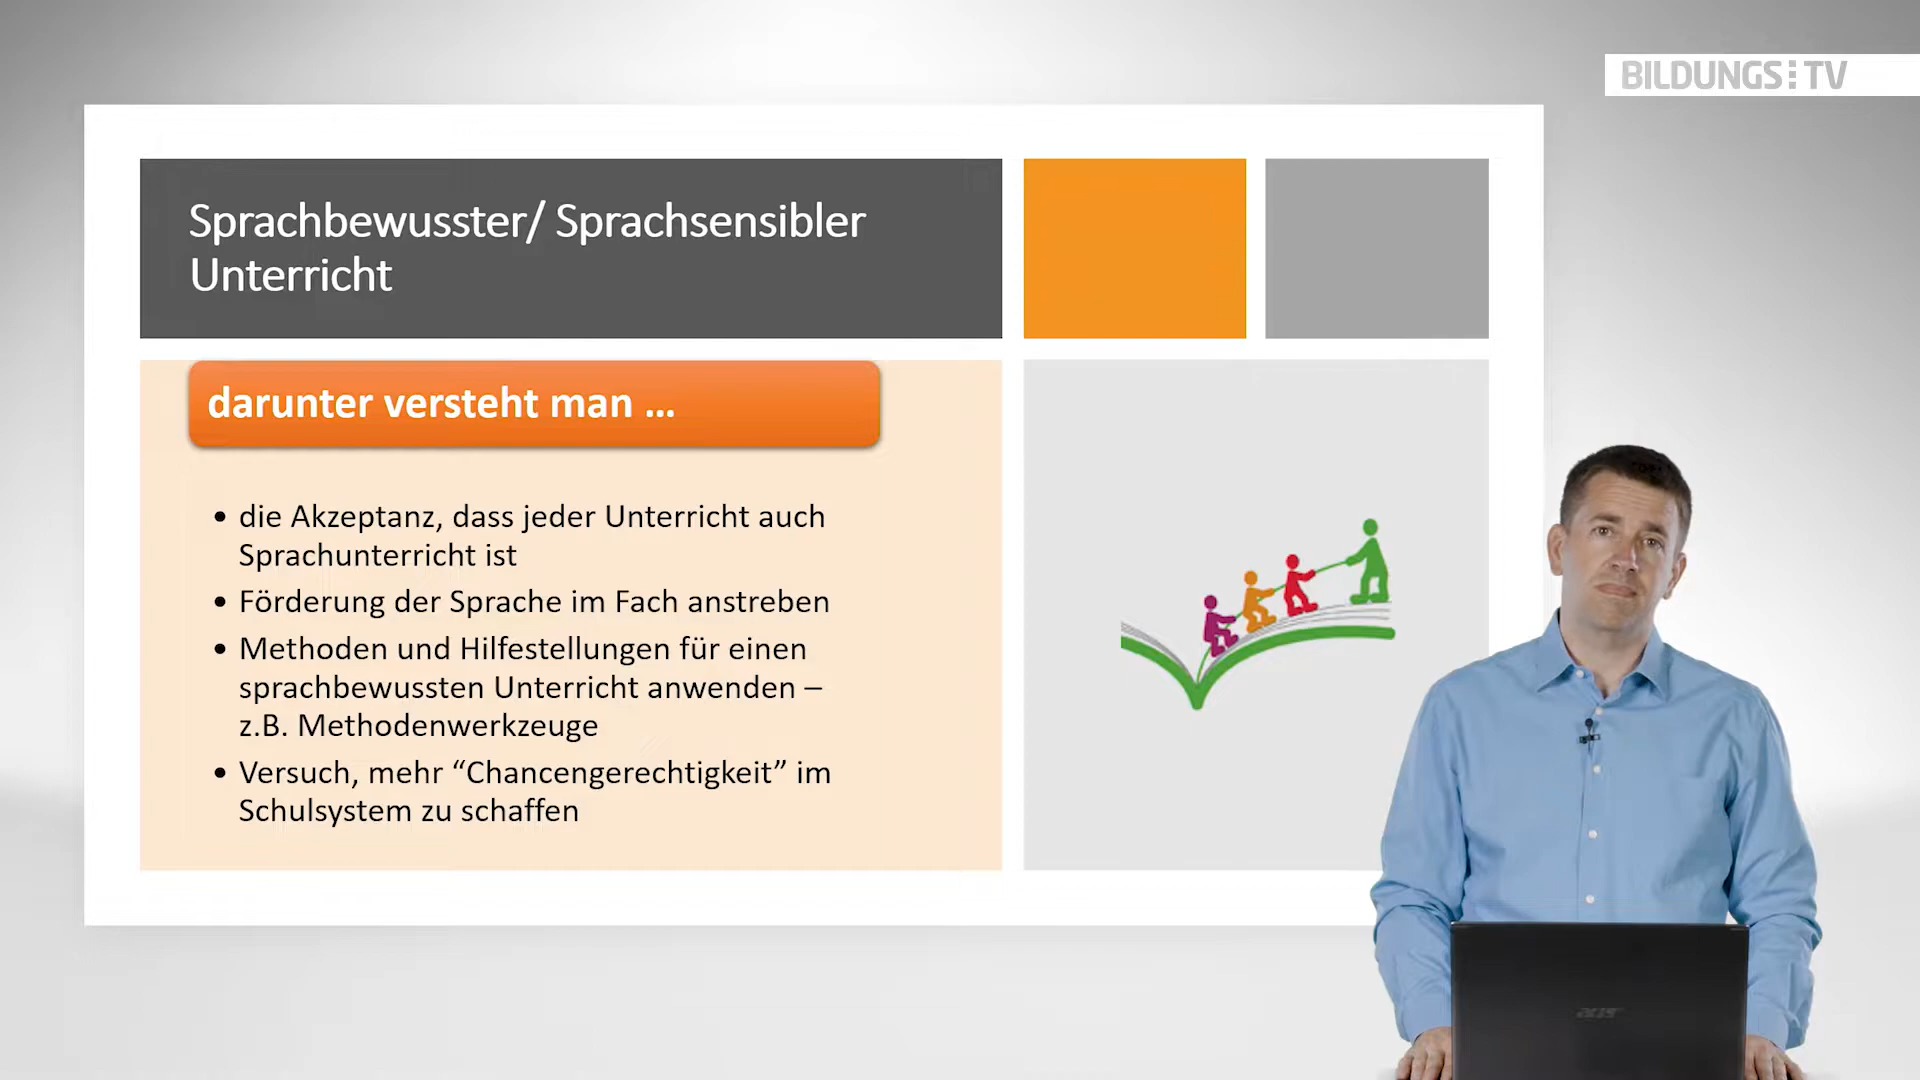 BILDUNGS:TV
Sprachbewusster/ Sprachsensibler
Unterricht
darunter versteht man ...
• die Akzeptanz, dass jeder Unterricht auch
Sprachunterricht ist
• Förderung der Sprache im Fach anstreben
• Methoden und Hilfestellungen für einen
sprachbewussten Unterricht anwenden –
z.B. Methodenwerkzeuge
• Versuch, mehr “Chancengerechtigkeit” im
Schulsystem zu schaffen
acer